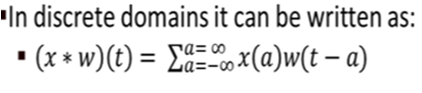 ▪In discrete domains it can be written as:
▪ (x ∗ w)(t) = ∑_{a=−∞}^{a=∞} x(a)w(t − a)